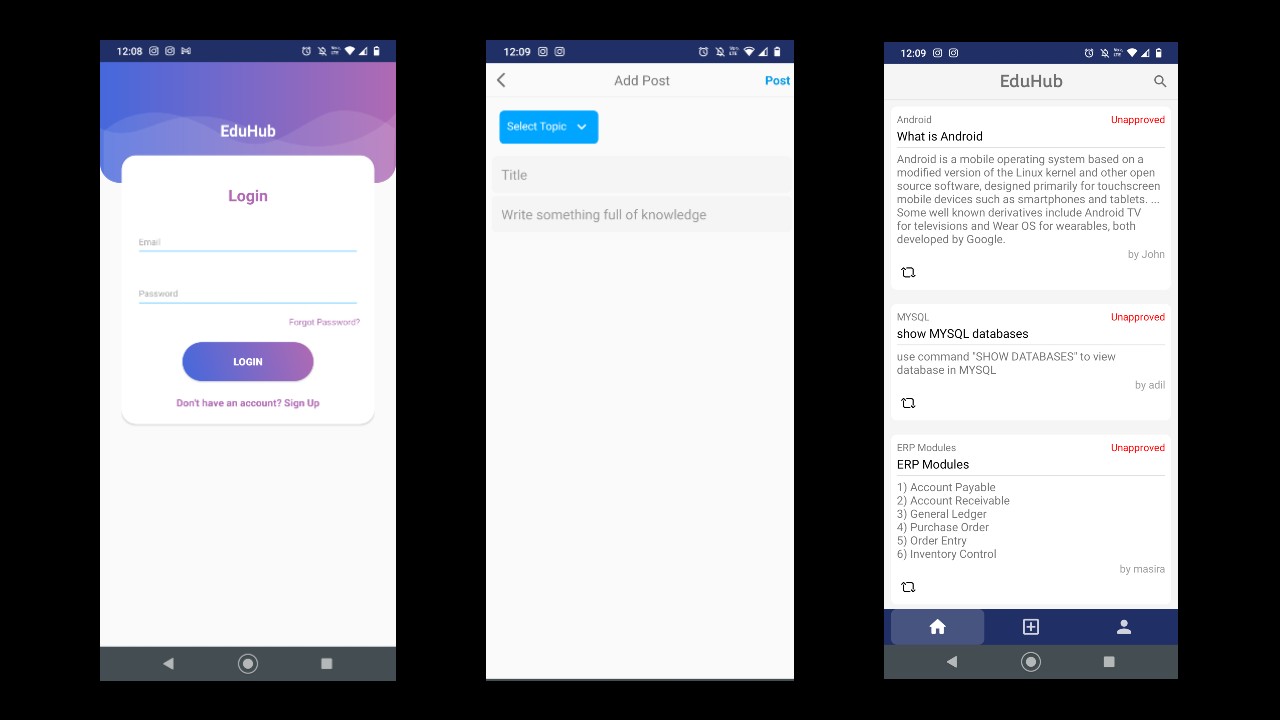 12:08
EduHub
Login
Email
Password
Forgot Password?
LOGIN
Don't have an account? Sign Up
12:09
Add Post
Post
Select Topic
Title
Write something full of knowledge
12:09
EduHub
Android
Unapproved
What is Android
Android is a mobile operating system based on a
modified version of the Linux kernel and other open
source software, designed primarily for touchscreen
mobile devices such as smartphones and tablets. ...
Some well known derivatives include Android TV
for televisions and Wear OS for wearables, both
developed by Google.
by John
MYSQL
Unapproved
show MYSQL databases
use command "SHOW DATABASES" to view
database in MYSQL
by adil
ERP Modules
Unapproved
ERP Modules
1) Account Payable
2) Account Receivable
3) General Ledger
4) Purchase Order
5) Order Entry
6) Inventory Control
by masira